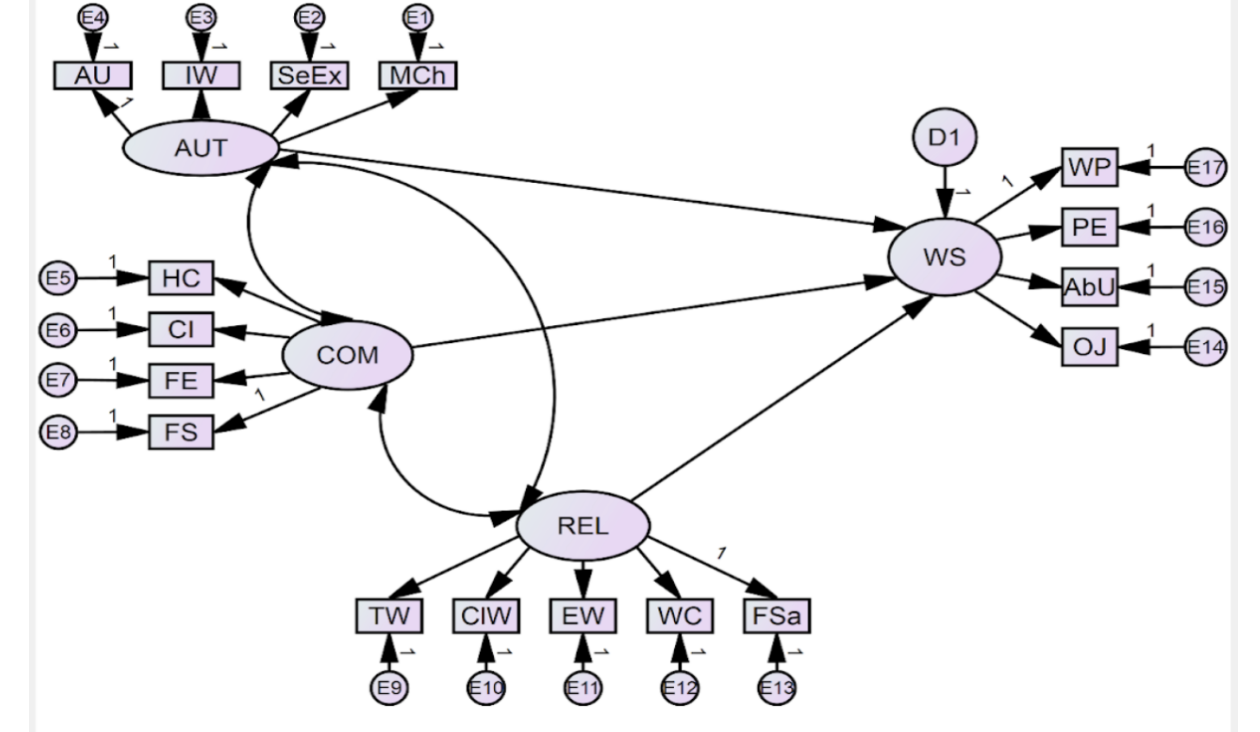 E4 E3 E2 E1
1 1 1 1
AU IW SeEx MCh
1
AUT
D1
1
WP 1 E17
1
PE 1 E16
WS
AbU 1 E15
OJ 1 E14
E5 1 HC
E6 1 CI
COM
E7 1 FE
1
E8 1 FS
REL
1
TW CIW EW WC FSa
1 1 1 1 1
E9 E10 E11 E12 E13